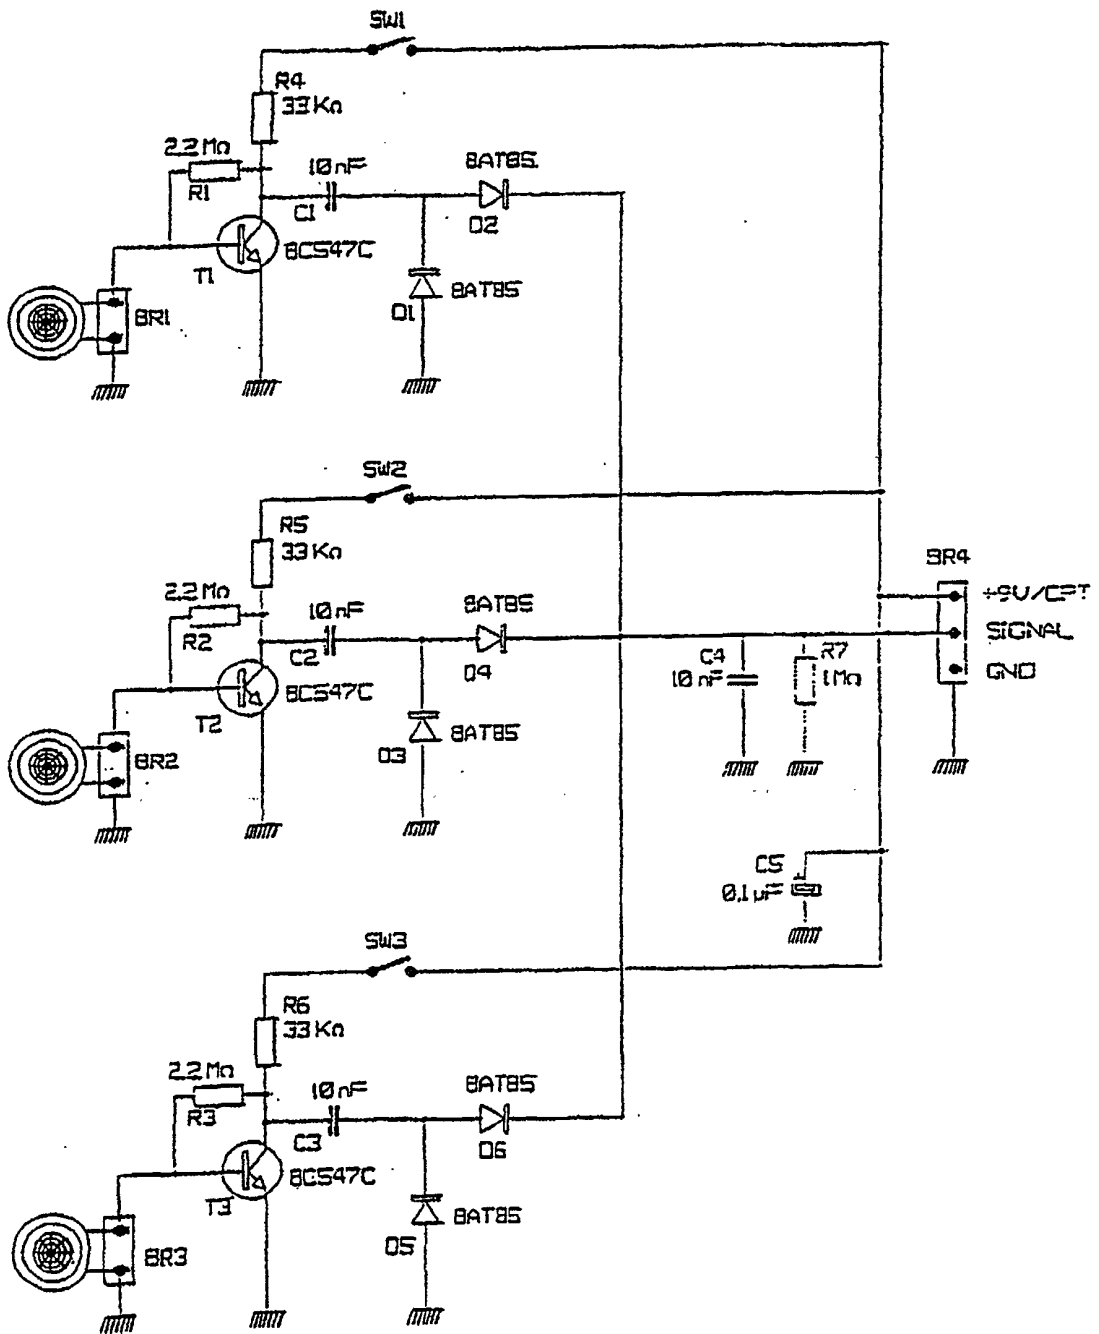 SW1
R4
33 KΩ
2.2 MΩ
R1
10 nF
C1
BAT85
D2
BC547C
T1
BAT85
D1
BR1
SW2
R5
33 KΩ
2.2 MΩ
R2
10 nF
C2
BAT85
D4
BC547C
T2
BAT85
D3
BR2
BR4
+9V/CPT
SIGNAL
GND
C4
10 nF
R7
1 MΩ
C5
0.1 µF
SW3
R6
33 KΩ
2.2 MΩ
R3
10 nF
C3
BAT85
D6
BC547C
T3
BAT85
D5
BR3